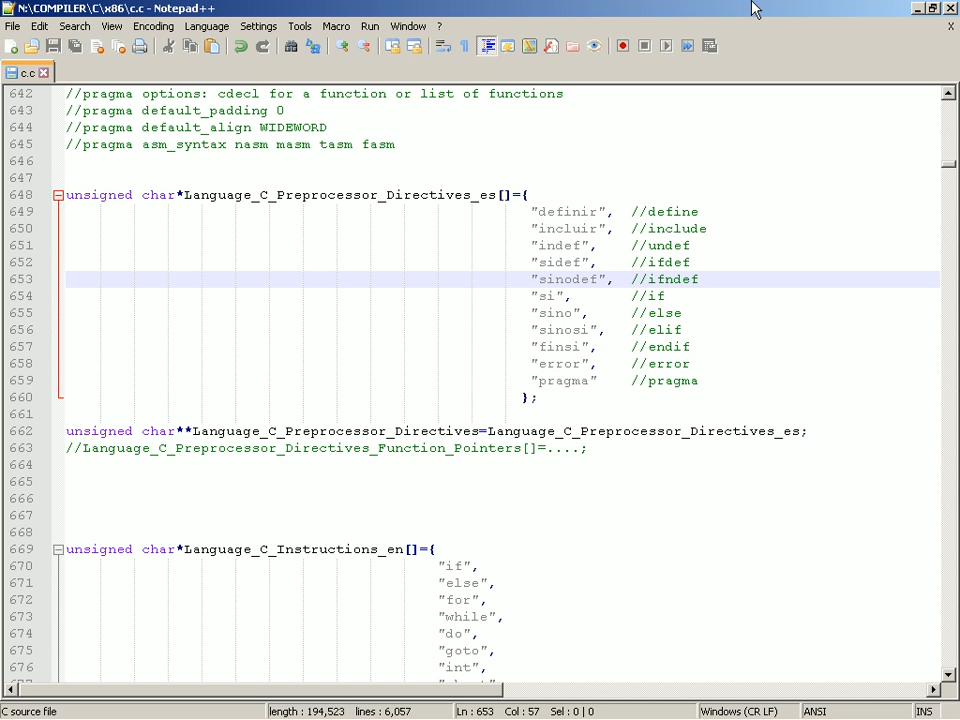 N:\COMPILER\C\x86\c.c - Notepad++
File Edit Search View Encoding Language Settings Tools Macro Run Window ? X
c.c
642 //pragma options: cdecl for a function or list of functions
643 //pragma default_padding 0
644 //pragma default_align WIDEWORD
645 //pragma asm_syntax nasm masm tasm fasm
646
647
648 unsigned char*Language_C_Preprocessor_Directives_es[]={
649 "definir", //define
650 "incluir", //include
651 "indef", //undef
652 "sidef", //ifdef
653 "sinodef", //ifndef
654 "si", //if
655 "sino", //else
656 "sinosi", //elif
657 "finsi", //endif
658 "error", //error
659 "pragma" //pragma
660 };
661
662 unsigned char**Language_C_Preprocessor_Directives=Language_C_Preprocessor_Directives_es;
663 //Language_C_Preprocessor_Directives_Function_Pointers[]=....;
664
665
666
667
668
669 unsigned char*Language_C_Instructions_en[]={
670 "if",
671 "else",
672 "for",
673 "while",
674 "do",
675 "goto",
676 "int",
C source file length : 194,523 lines : 6,057 Ln : 653 Col : 57 Sel : 0 | 0 Windows (CR LF) ANSI INS